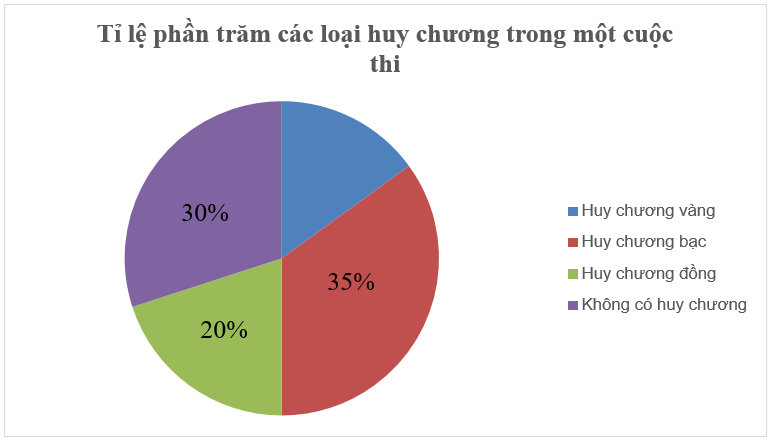 Tỉ lệ phần trăm các loại huy chương trong một cuộc
thi
30%
35%
20%
Huy chương vàng
Huy chương bạc
Huy chương đồng
Không có huy chương